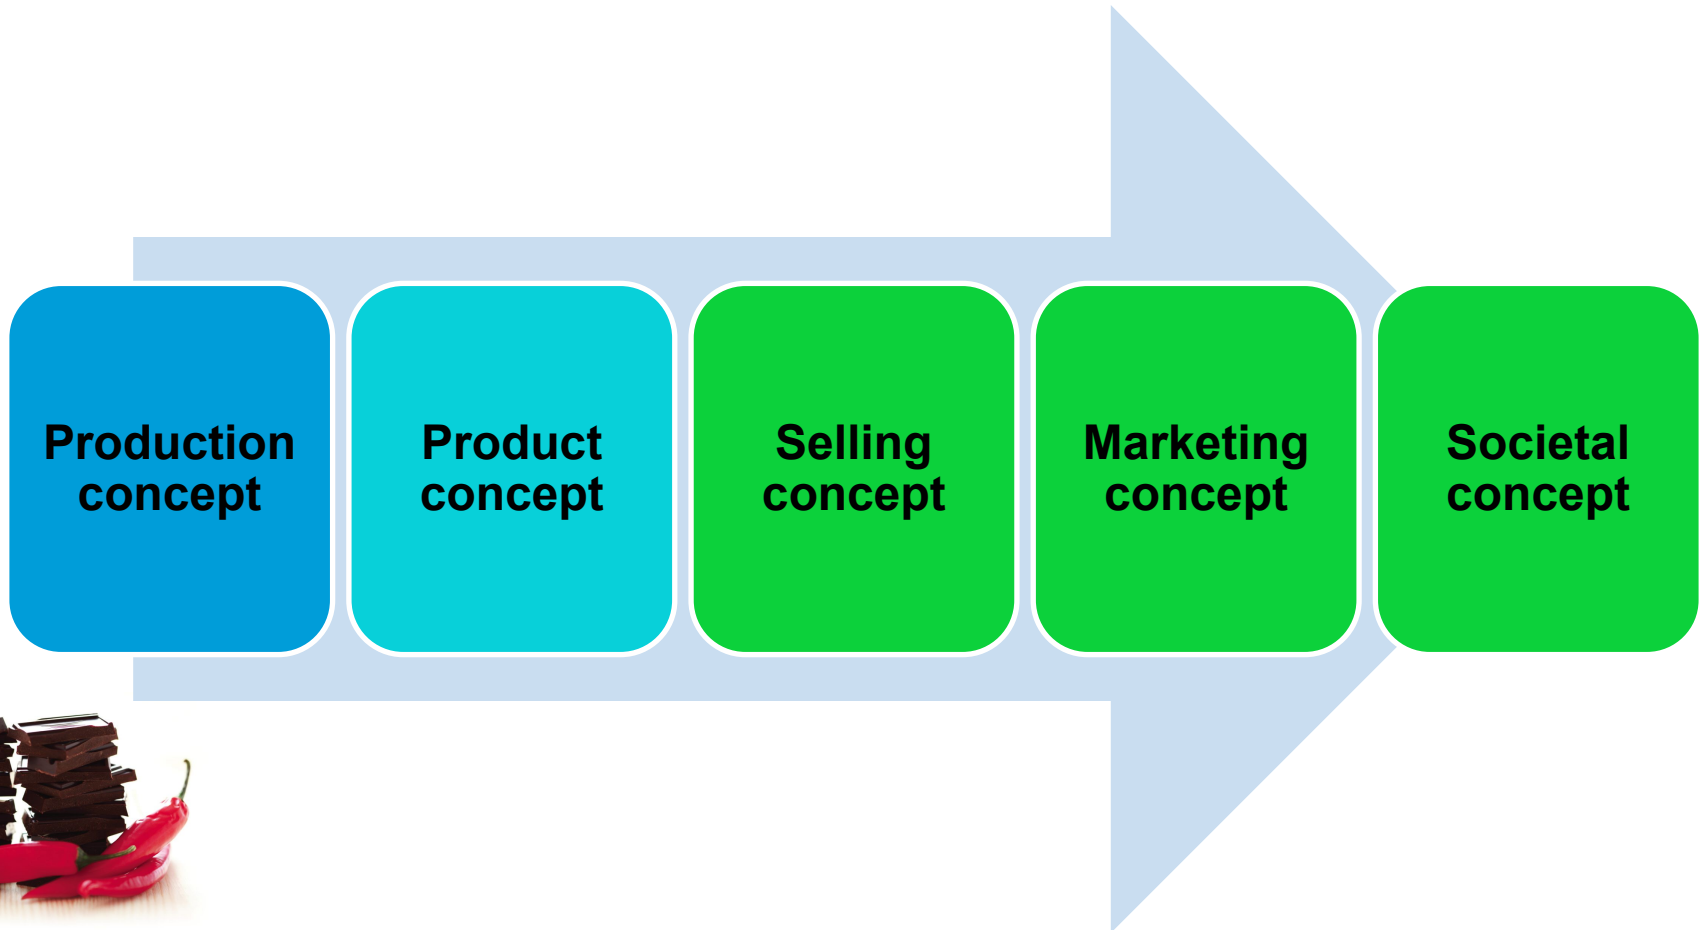 Production
concept
Product
concept
Selling
concept
Marketing
concept
Societal
concept